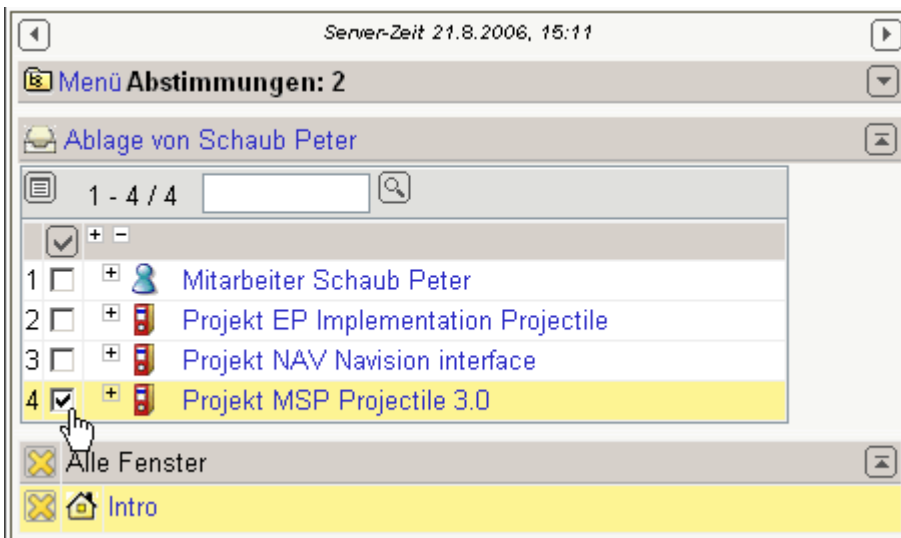 Server-Zeit 21.8.2006, 15:11
Menü Abstimmungen: 2
Ablage von Schaub Peter
1 - 4 / 4
1 Mitarbeiter Schaub Peter
2 Projekt EP Implementation Projectile
3 Projekt NAV Navision interface
4 Projekt MSP Projectile 3.0
Alle Fenster
Intro